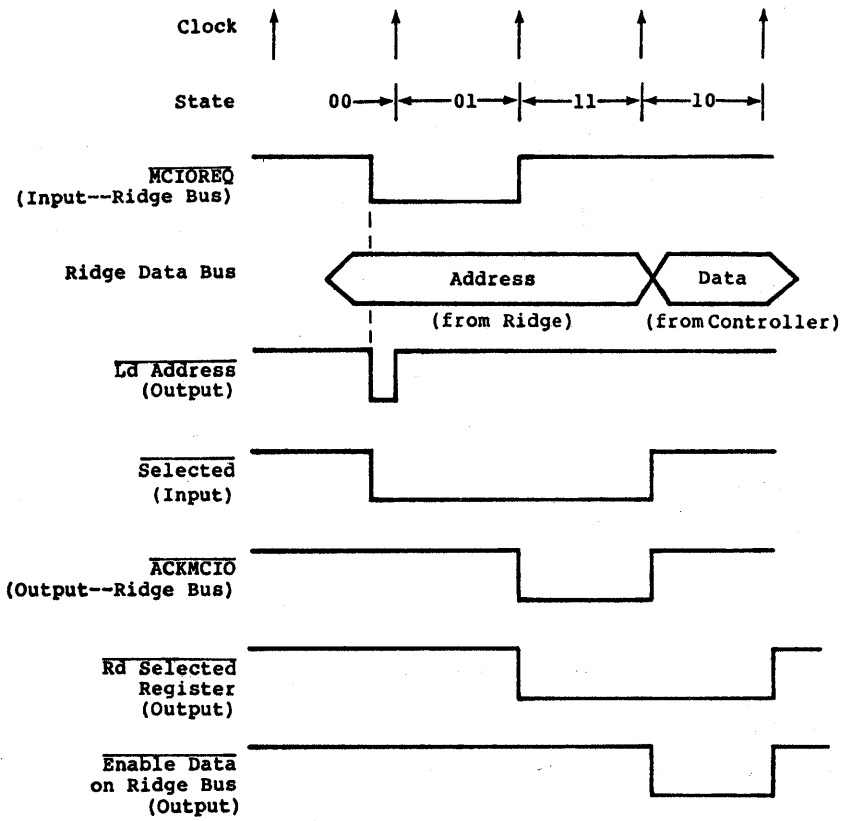 Clock
State 00 01 11 10
MCIOREQ
(Input--Ridge Bus)
Ridge Data Bus Address Data
(from Ridge) (from Controller)
Ld Address
(Output)
Selected
(Input)
ACKMCIO
(Output--Ridge Bus)
Rd Selected
Register
(Output)
Enable Data
on Ridge Bus
(Output)